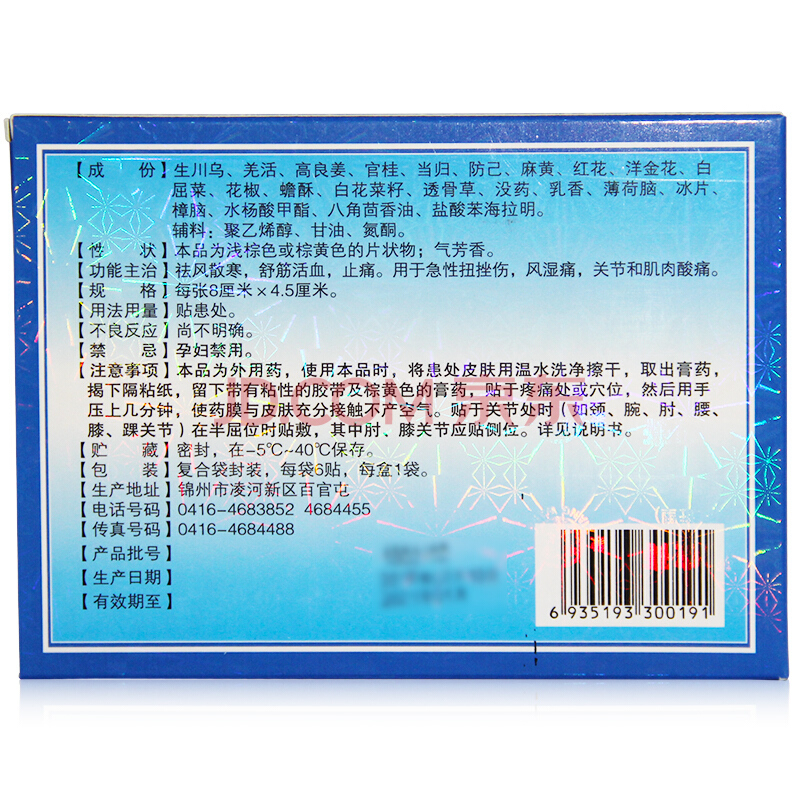 【成　份】生川乌、羌活、高良姜、官桂、当归、防己、麻黄、红花、洋金花、白
屈菜、花椒、蟾酥、白花菜籽、透骨草、没药、乳香、薄荷脑、冰片、
樟脑、水杨酸甲酯、八角茴香油、盐酸苯海拉明。
辅料：聚乙烯醇、甘油、氮酮。
【性　状】本品为浅棕色或棕黄色的片状物；气芳香。
【功能主治】祛风散寒，舒筋活血，止痛。用于急性扭挫伤，风湿痛，关节和肌肉酸痛。
【规　格】每张8厘米×4.5厘米。
【用法用量】贴患处。
【不良反应】尚不明确。
【禁　忌】孕妇禁用。
【注意事项】本品为外用药，使用本品时，将患处皮肤用温水洗净擦干，取出膏药，
揭下隔粘纸，留下带有粘性的胶布及棕黄色的膏药，贴于疼痛处或穴位，然后用手
压上几分钟，使药膜与皮肤充分接触不产空气。贴于关节处时（如颈、腕、肘、腰、
膝、踝关节）在半屈位时贴敷，其中肘、膝关节应贴侧位。详见说明书。
【贮　藏】密封，在-5℃~40℃保存。
【包　装】复合袋封装，每袋6贴，每盒1袋。
【生产地址】锦州市凌河新区百官屯
【电话号码】0416-4683852 4684455
【传真号码】0416-4684488
【产品批号】
【生产日期】
【有效期至】
6 935193 300191
JD.COM 京东